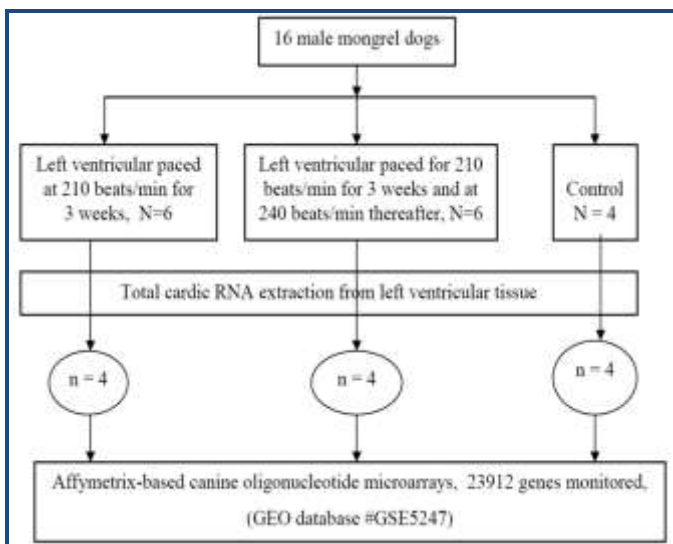 16 male mongrel dogs
Left ventricular paced
at 210 beats/min for
3 weeks,  N=6
Left ventricular paced for 210
beats/min for 3 weeks and at
240 beats/min thereafter, N=6
Control
N = 4
Total cardic RNA extraction from left ventricular tissue
n = 4
n = 4
n = 4
Affymetrix-based canine oligonucleotide microarrays,  23912 genes monitored,
(GEO database #GSE5247)